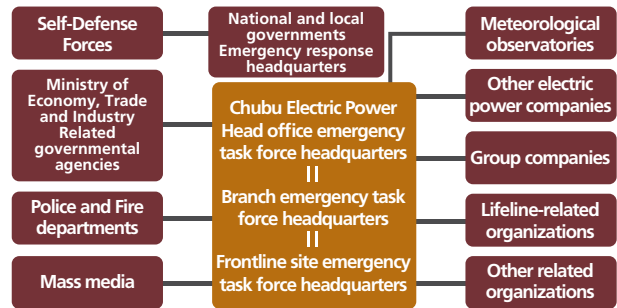 Self-Defense
Forces
National and local
governments
Emergency response
headquarters
Meteorological
observatories
Ministry of
Economy, Trade
and Industry
Related
governmental
agencies
Chubu Electric Power
Head office emergency
task force headquarters
Branch emergency task
force headquarters
Frontline site emergency
task force headquarters
Other electric
power companies
Group companies
Police and Fire
departments
Lifeline-related
organizations
Mass media
Other related
organizations